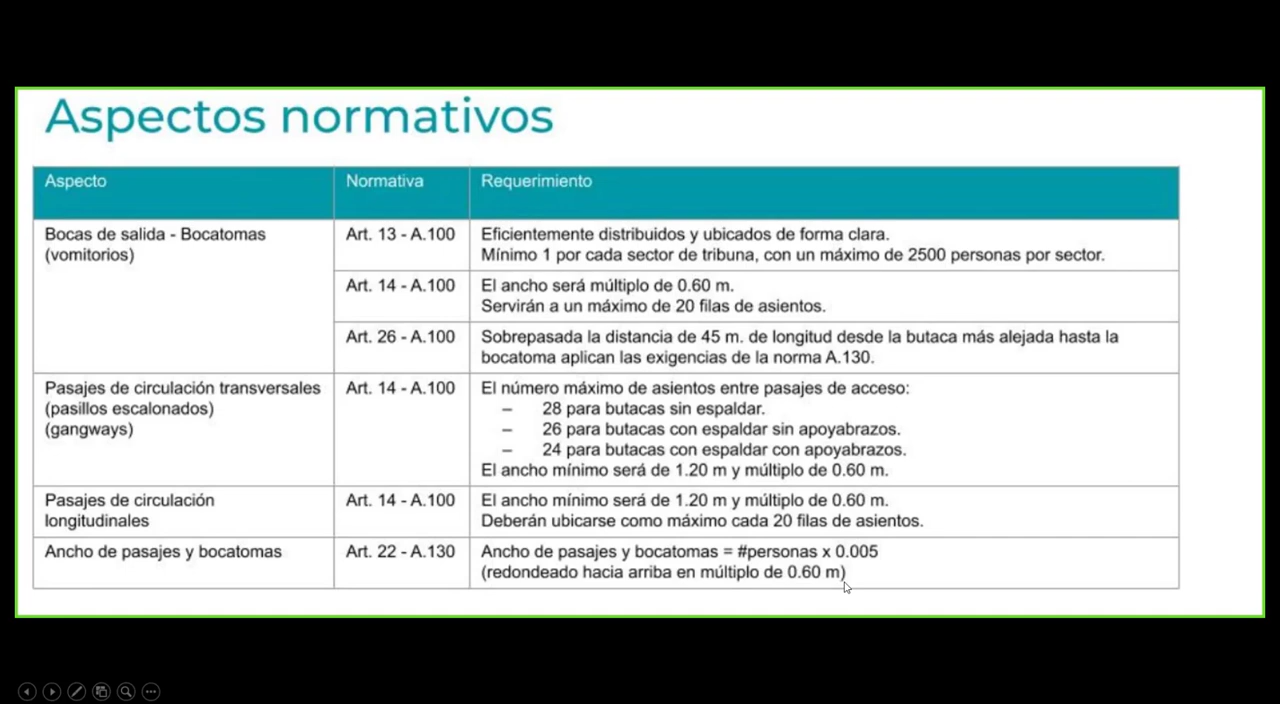 Aspectos normativos
Aspecto
Normativa
Requerimiento
Bocas de salida - Bocatomas
(vomitorios)
Art. 13 - A.100
Eficientemente distribuidos y ubicados de forma clara.
Mínimo 1 por cada sector de tribuna, con un máximo de 2500 personas por sector.
Art. 14 - A.100
El ancho será múltiplo de 0.60 m.
Servirán a un máximo de 20 filas de asientos.
Art. 26 - A.100
Sobrepasada la distancia de 45 m. de longitud desde la butaca más alejada hasta la
bocatoma aplican las exigencias de la norma A.130.
Pasajes de circulación transversales
(pasillos escalonados)
(gangways)
Art. 14 - A.100
El número máximo de asientos entre pasajes de acceso:
– 28 para butacas sin espaldar.
– 26 para butacas con espaldar sin apoyabrazos.
– 24 para butacas con espaldar con apoyabrazos.
El ancho mínimo será de 1.20 m y múltiplo de 0.60 m.
Pasajes de circulación
longitudinales
Art. 14 - A.100
El ancho mínimo será de 1.20 m y múltiplo de 0.60 m.
Deberán ubicarse como máximo cada 20 filas de asientos.
Ancho de pasajes y bocatomas
Art. 22 - A.130
Ancho de pasajes y bocatomas = #personas x 0.005
(redondeado hacia arriba en múltiplo de 0.60 m)